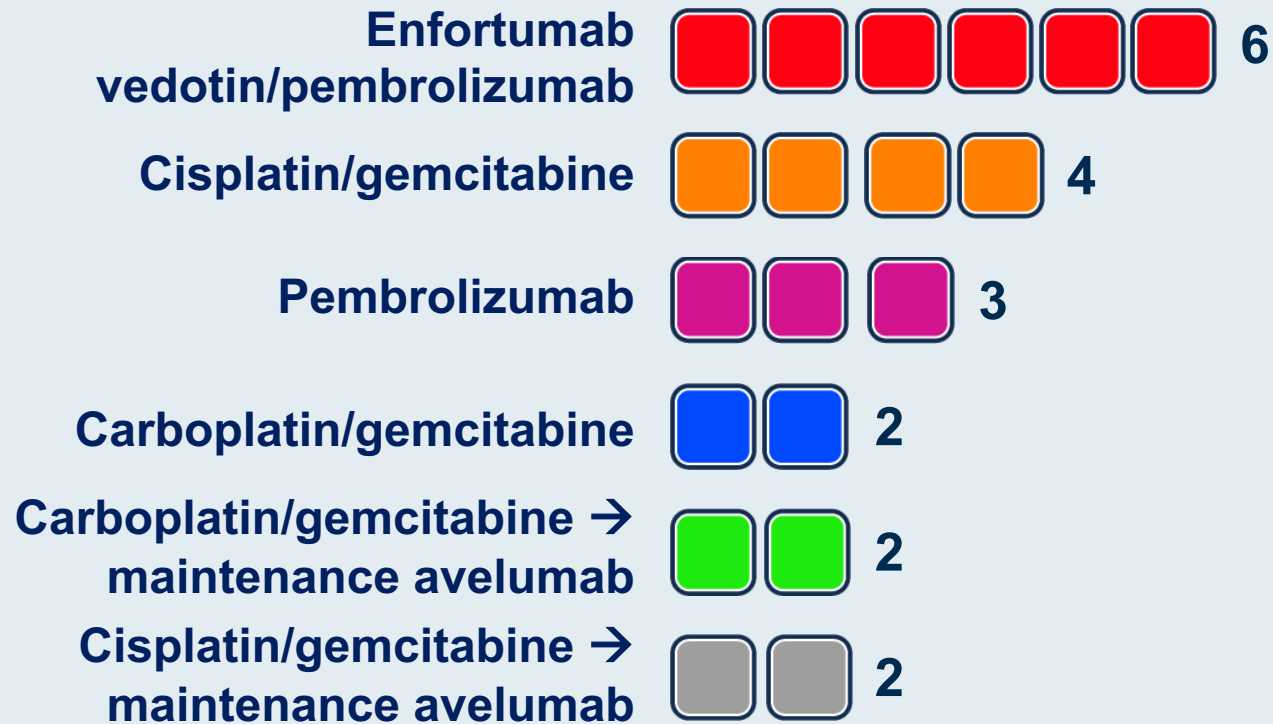 Enfortumab
vedotin/pembrolizumab 6
Cisplatin/gemcitabine 4
Pembrolizumab 3
Carboplatin/gemcitabine 2
Carboplatin/gemcitabine →
maintenance avelumab 2
Cisplatin/gemcitabine →
maintenance avelumab 2